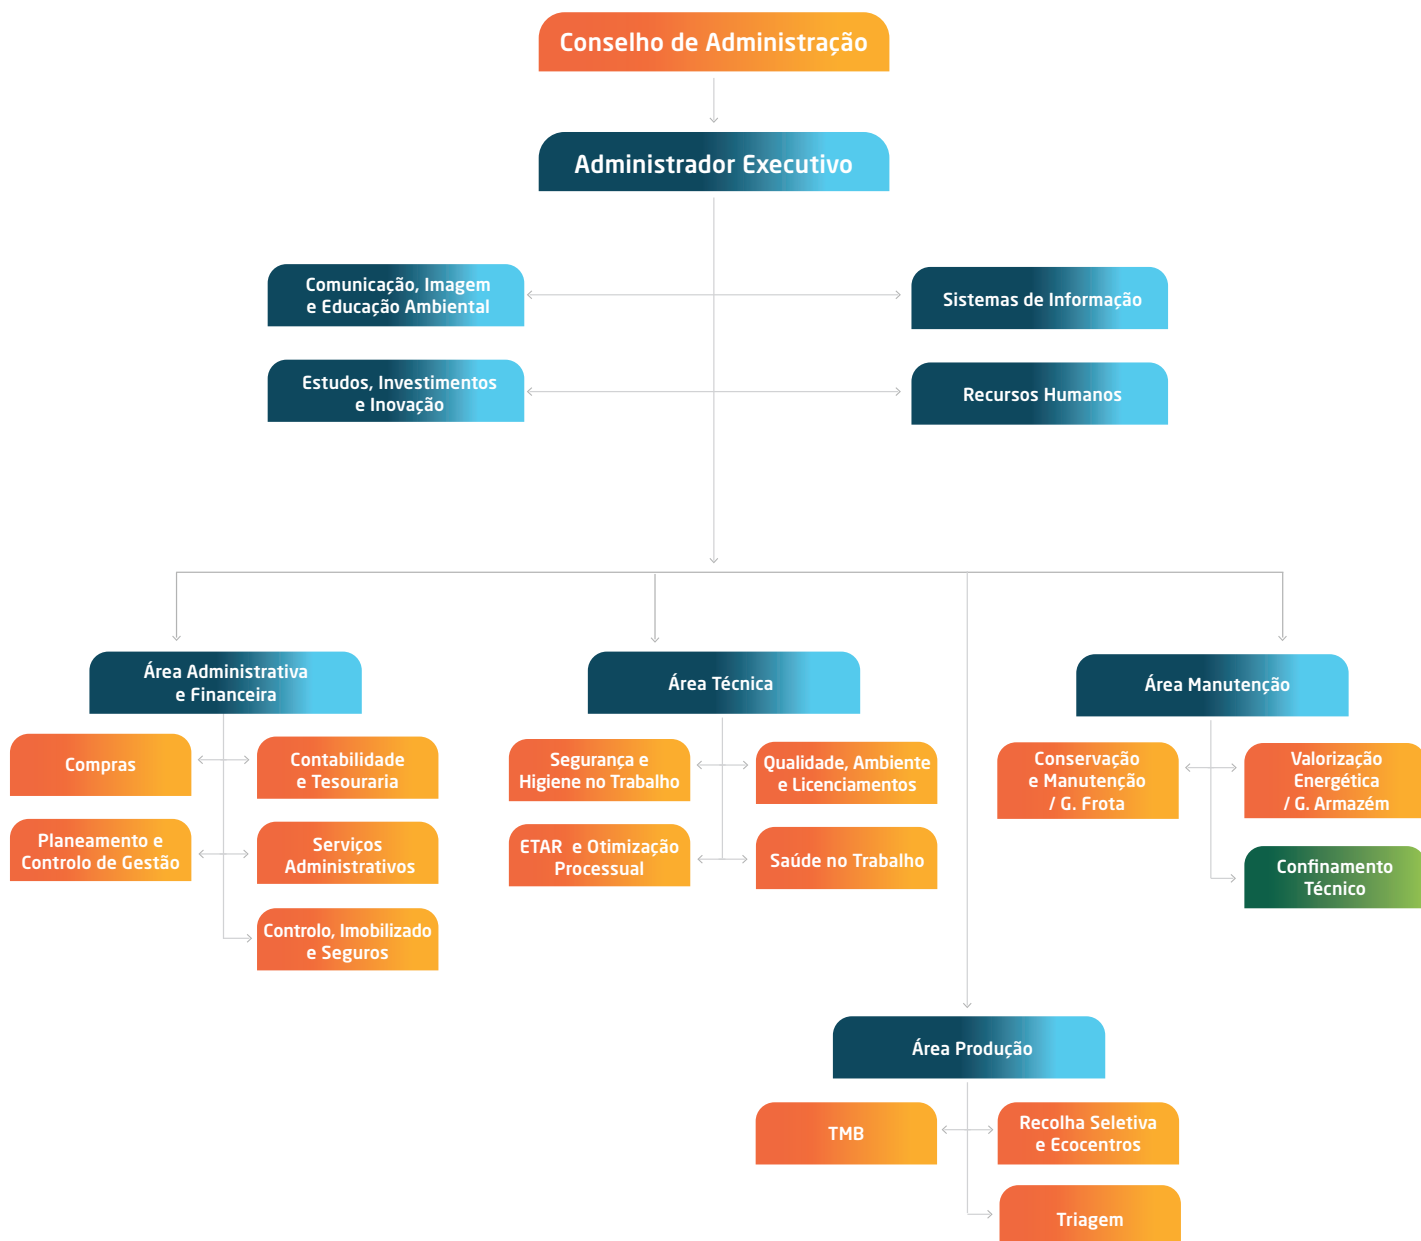 Conselho de Administração
Administrador Executivo
Comunicação, Imagem
e Educação Ambiental
Sistemas de Informação
Estudos, Investimentos
e Inovação
Recursos Humanos
Área Administrativa
e Financeira
Compras
Contabilidade
e Tesouraria
Planeamento e
Controlo de Gestão
Serviços
Administrativos
Controlo, Imobilizado
e Seguros
Área Técnica
Segurança e
Higiene no Trabalho
Qualidade, Ambiente
e Licenciamentos
ETAR e Otimização
Processual
Saúde no Trabalho
Área Manutenção
Conservação
e Manutenção
/ G. Frota
Valorização
Energética
/ G. Armazém
Confinamento
Técnico
Área Produção
TMB
Recolha Seletiva
e Ecocentros
Triagem